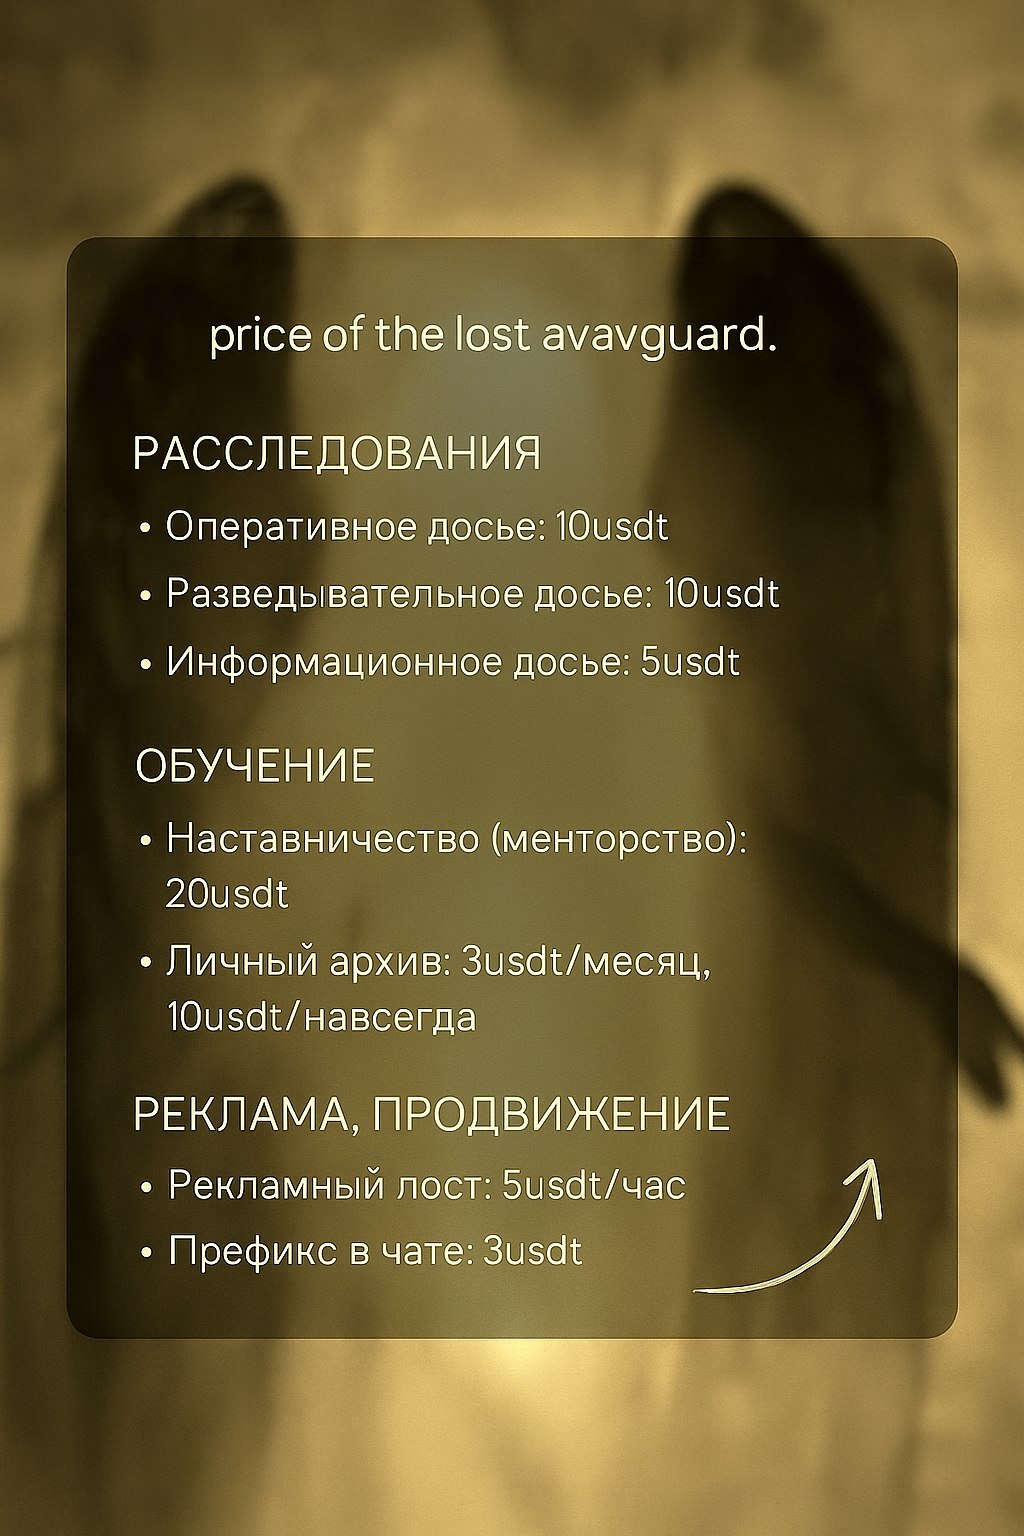 price of the lost avavguard.
РАССЛЕДОВАНИЯ
• Оперативное досье: 10usdt
• Разведывательное досье: 10usdt
• Информационное досье: 5usdt
ОБУЧЕНИЕ
• Наставничество (менторство):
20usdt
• Личный архив: 3usdt/месяц,
10usdt/навсегда
РЕКЛАМА, ПРОДВИЖЕНИЕ
• Рекламный пост: 5usdt/час
• Префикс в чате: 3usdt